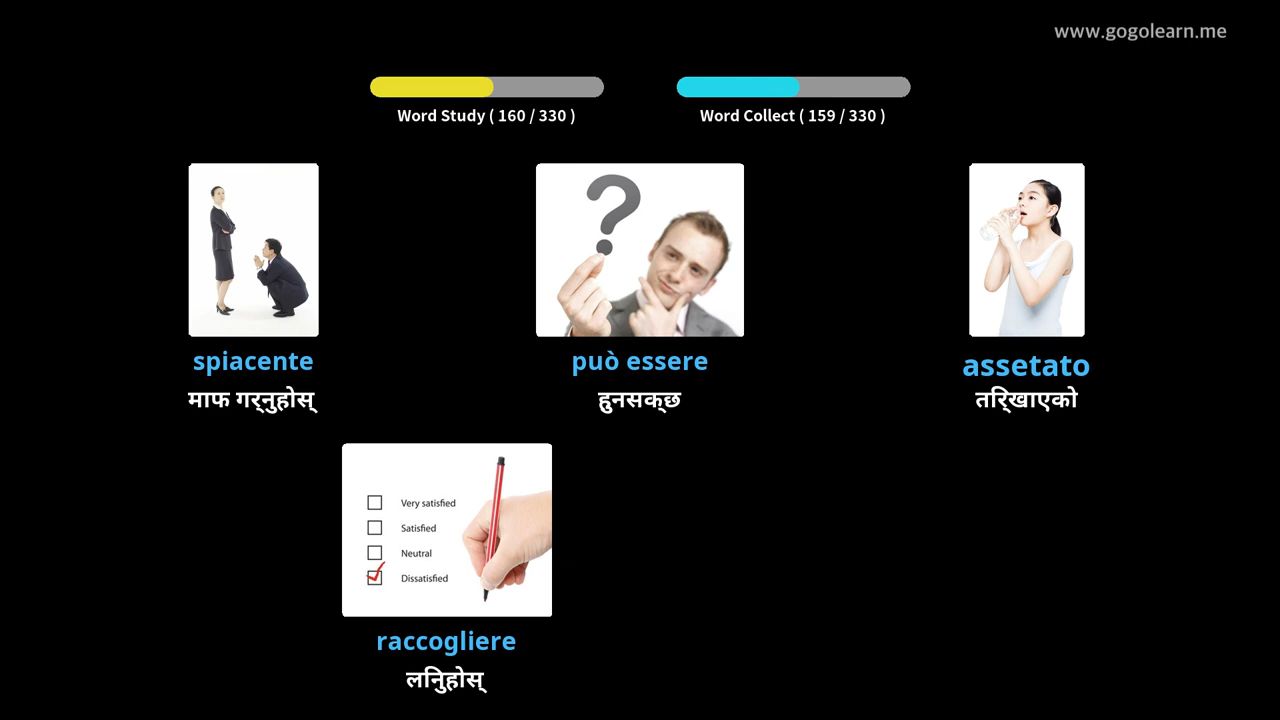 www.gogolearn.me
Word Study ( 160 / 330 )
Word Collect ( 159 / 330 )
spiacente
माफ गर्नुहोस्
può essere
हुनसक्छ
assetato
तिर्खाएको
Very satisfied
Satisfied
Neutral
Dissatisfied
raccogliere
लिनुहोस्